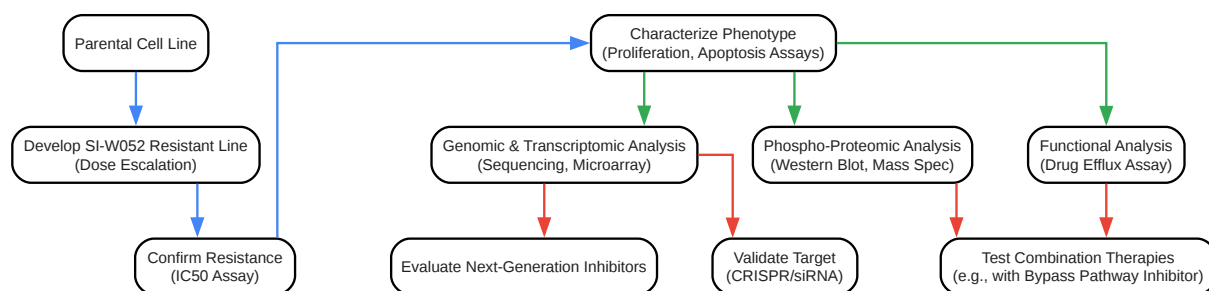 Parental Cell Line
Characterize Phenotype
(Proliferation, Apoptosis Assays)
Develop SI-W052 Resistant Line
(Dose Escalation)
Genomic & Transcriptomic Analysis
(Sequencing, Microarray)
Phospho-Proteomic Analysis
(Western Blot, Mass Spec)
Functional Analysis
(Drug Efflux Assay)
Confirm Resistance
(IC50 Assay)
Evaluate Next-Generation Inhibitors
Validate Target
(CRISPR/siRNA)
Test Combination Therapies
(e.g., with Bypass Pathway Inhibitor)